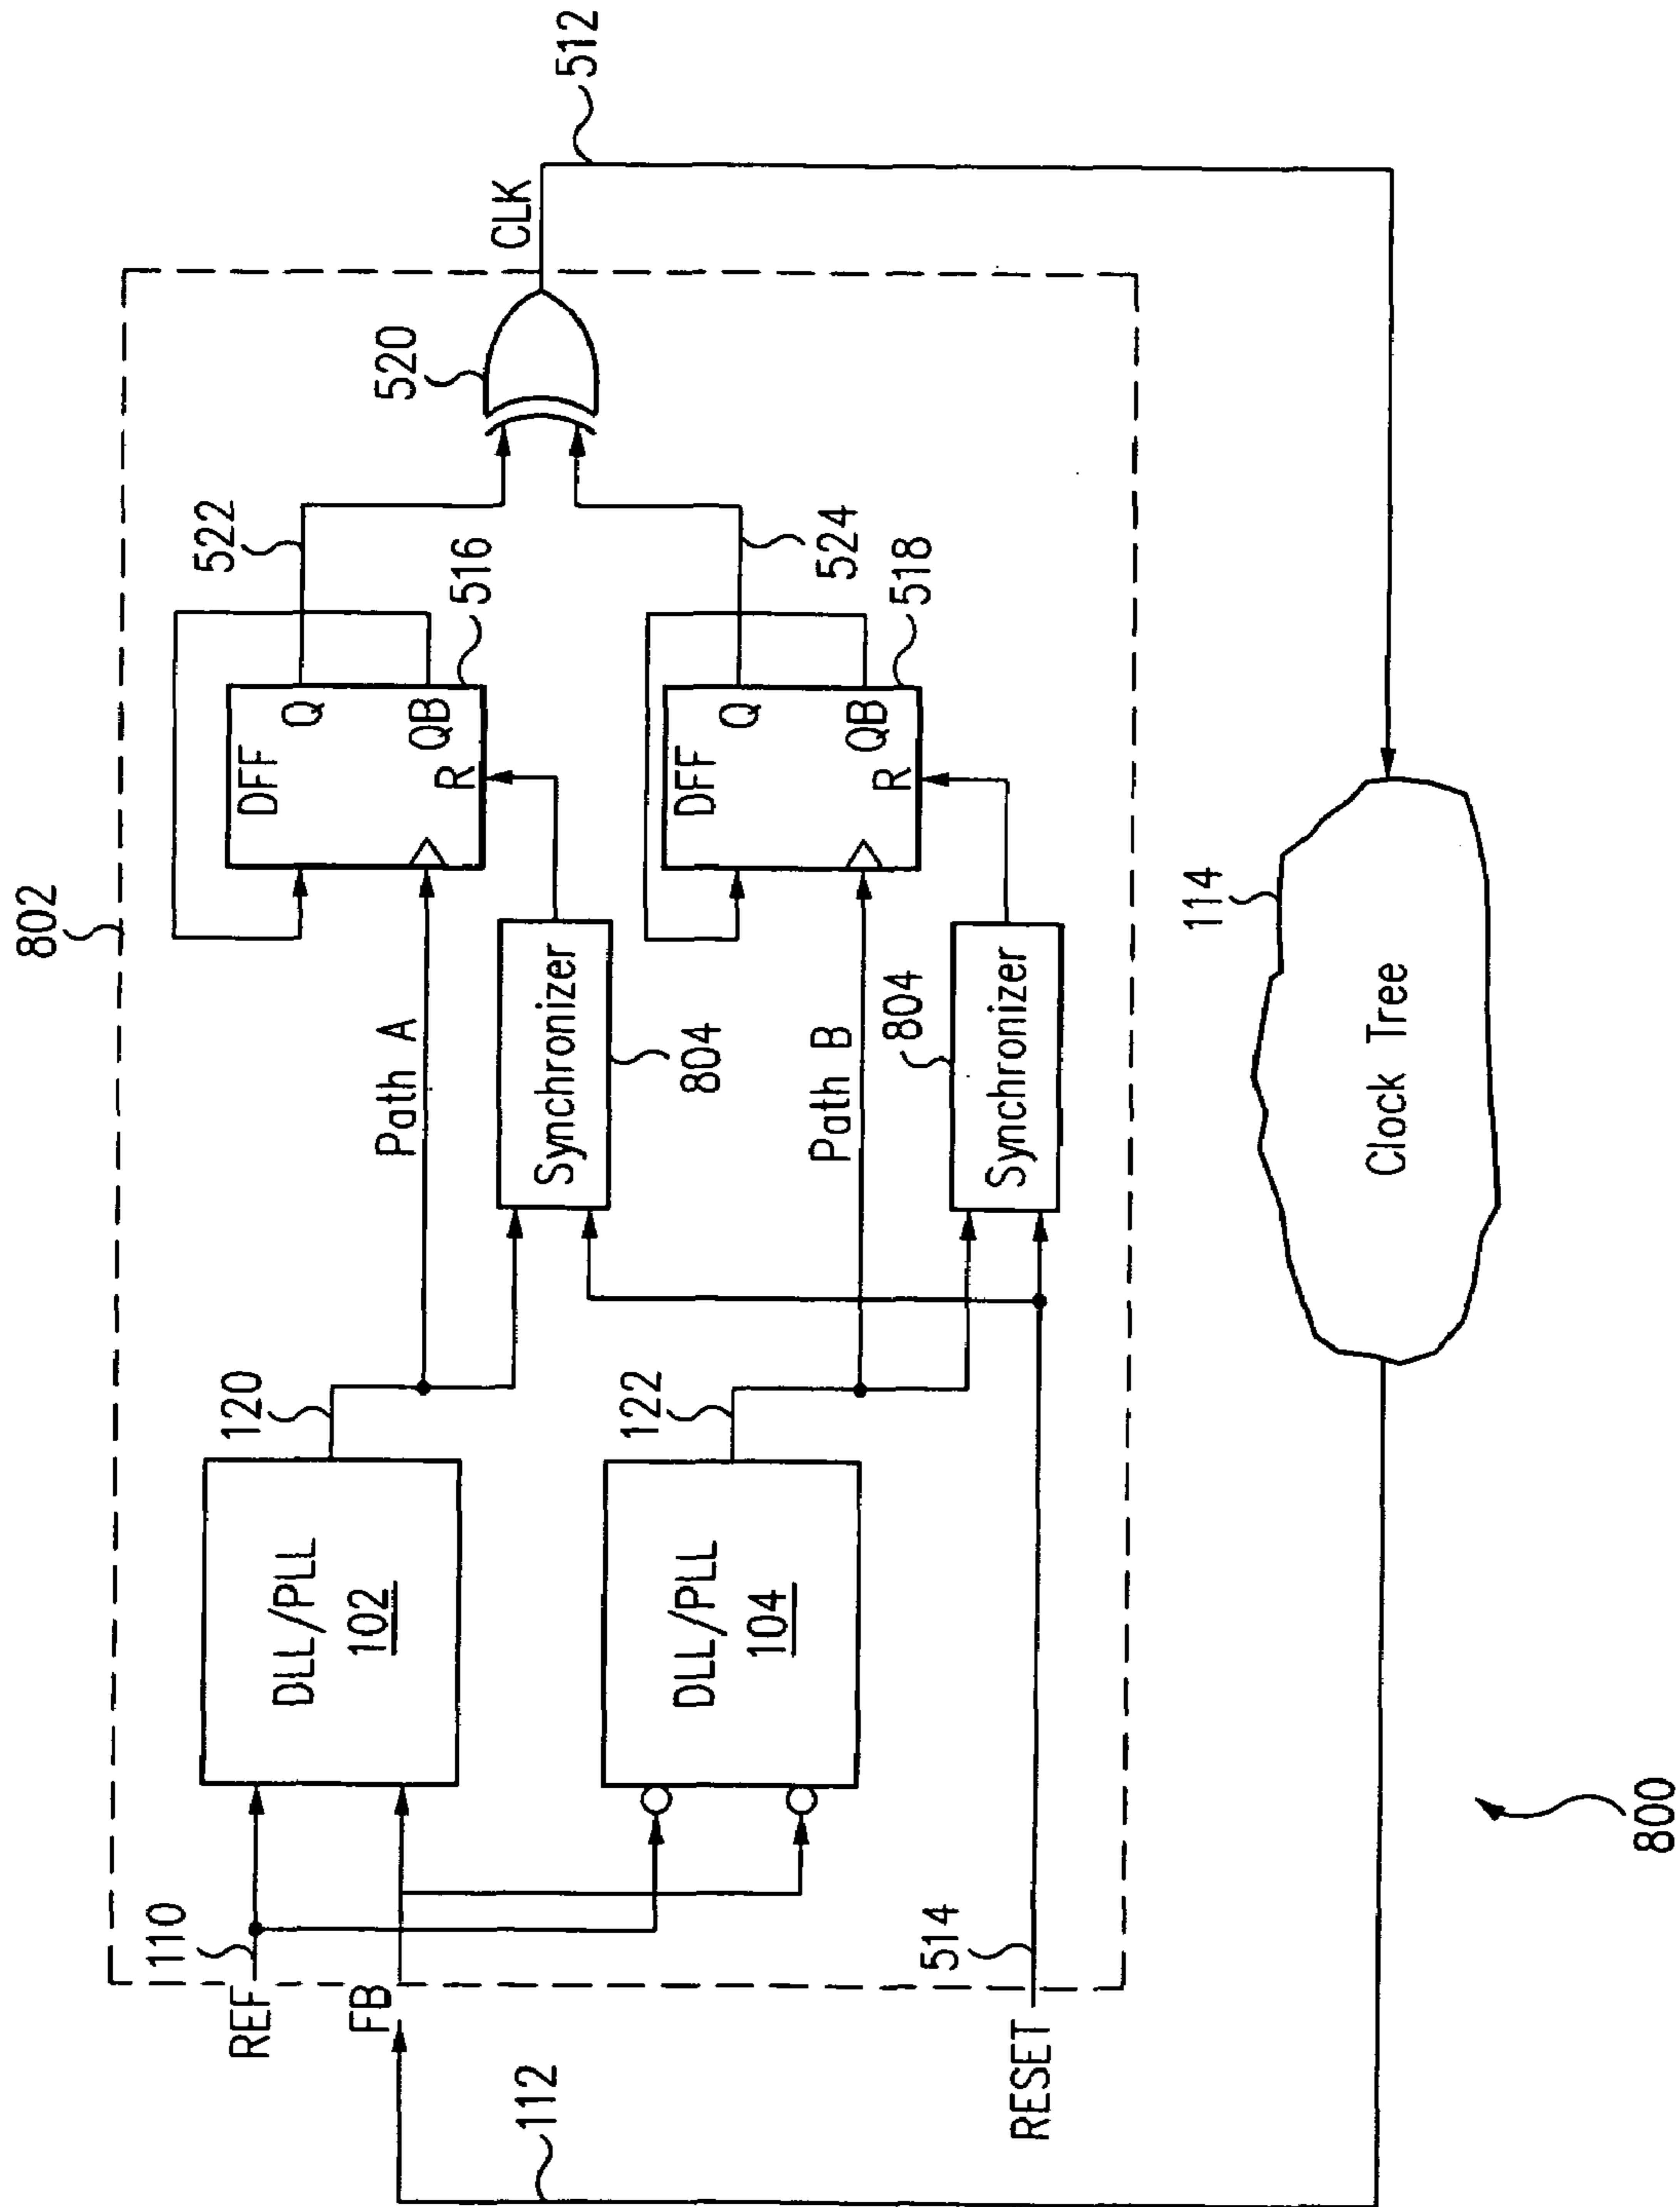 802
REF
110
FB
112
DLL/PLL
102
120
DLL/PLL
104
122
RESET
514
Path A
Synchronizer
804
Path B
Synchronizer
804
DFF
Q
QB
R
516
522
DFF
Q
QB
R
518
524
520
CLK
512
Clock Tree
114
800